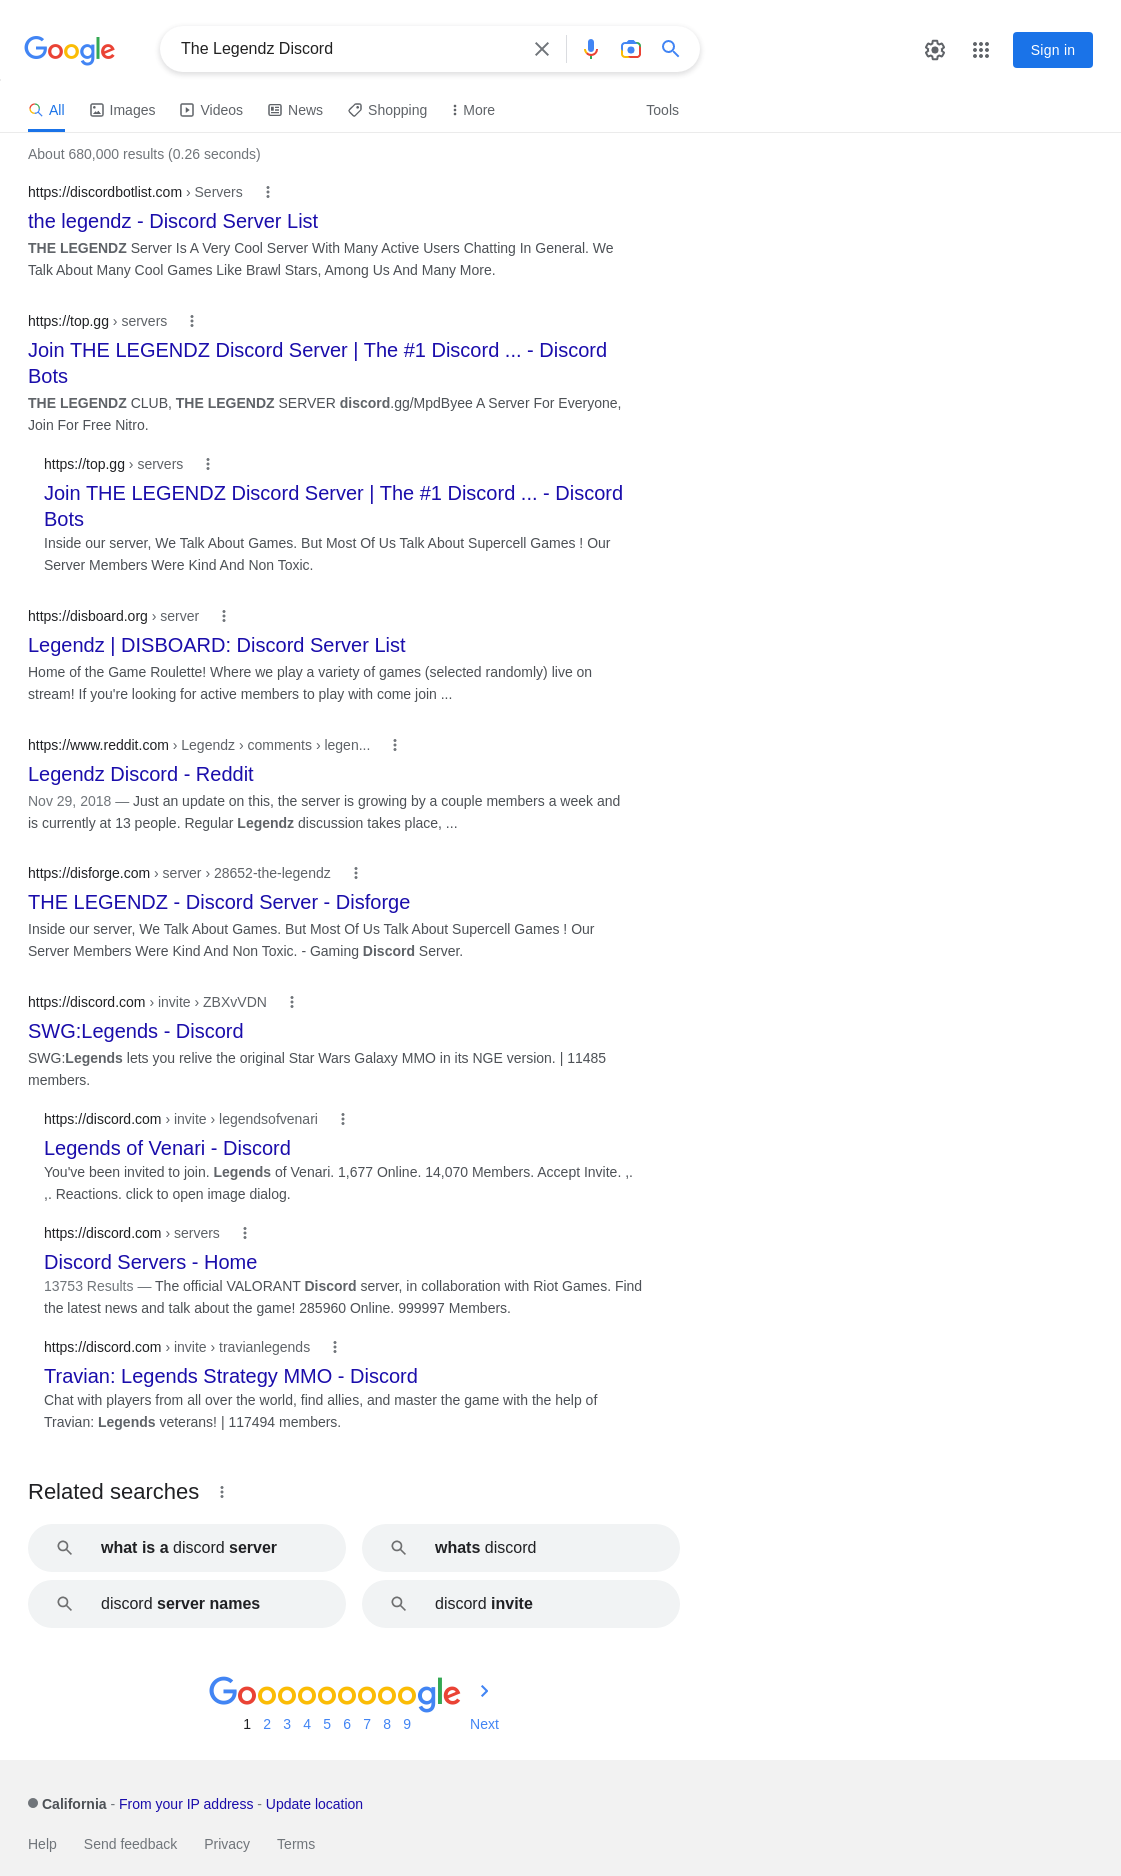 Google
The Legendz Discord
Sign in
All Images Videos News Shopping More Tools
About 680,000 results (0.26 seconds)
https://discordbotlist.com › Servers
the legendz - Discord Server List
THE LEGENDZ Server Is A Very Cool Server With Many Active Users Chatting In General. We
Talk About Many Cool Games Like Brawl Stars, Among Us And Many More.
https://top.gg › servers
Join THE LEGENDZ Discord Server | The #1 Discord ... - Discord
Bots
THE LEGENDZ CLUB, THE LEGENDZ SERVER discord.gg/MpdByee A Server For Everyone,
Join For Free Nitro.
https://top.gg › servers
Join THE LEGENDZ Discord Server | The #1 Discord ... - Discord
Bots
Inside our server, We Talk About Games. But Most Of Us Talk About Supercell Games ! Our
Server Members Were Kind And Non Toxic.
https://disboard.org › server
Legendz | DISBOARD: Discord Server List
Home of the Game Roulette! Where we play a variety of games (selected randomly) live on
stream! If you're looking for active members to play with come join ...
https://www.reddit.com › Legendz › comments › legen...
Legendz Discord - Reddit
Nov 29, 2018 — Just an update on this, the server is growing by a couple members a week and
is currently at 13 people. Regular Legendz discussion takes place, ...
https://disforge.com › server › 28652-the-legendz
THE LEGENDZ - Discord Server - Disforge
Inside our server, We Talk About Games. But Most Of Us Talk About Supercell Games ! Our
Server Members Were Kind And Non Toxic. - Gaming Discord Server.
https://discord.com › invite › ZBXvVDN
SWG:Legends - Discord
SWG:Legends lets you relive the original Star Wars Galaxy MMO in its NGE version. | 11485
members.
https://discord.com › invite › legendsofvenari
Legends of Venari - Discord
You've been invited to join. Legends of Venari. 1,677 Online. 14,070 Members. Accept Invite. ,.
,. Reactions. click to open image dialog.
https://discord.com › servers
Discord Servers - Home
13753 Results — The official VALORANT Discord server, in collaboration with Riot Games. Find
the latest news and talk about the game! 285960 Online. 999997 Members.
https://discord.com › invite › travianlegends
Travian: Legends Strategy MMO - Discord
Chat with players from all over the world, find allies, and master the game with the help of
Travian: Legends veterans! | 117494 members.
Related searches
what is a discord server
whats discord
discord server names
discord invite
Gooooooooogle
1 2 3 4 5 6 7 8 9 Next
California - From your IP address - Update location
Help Send feedback Privacy Terms